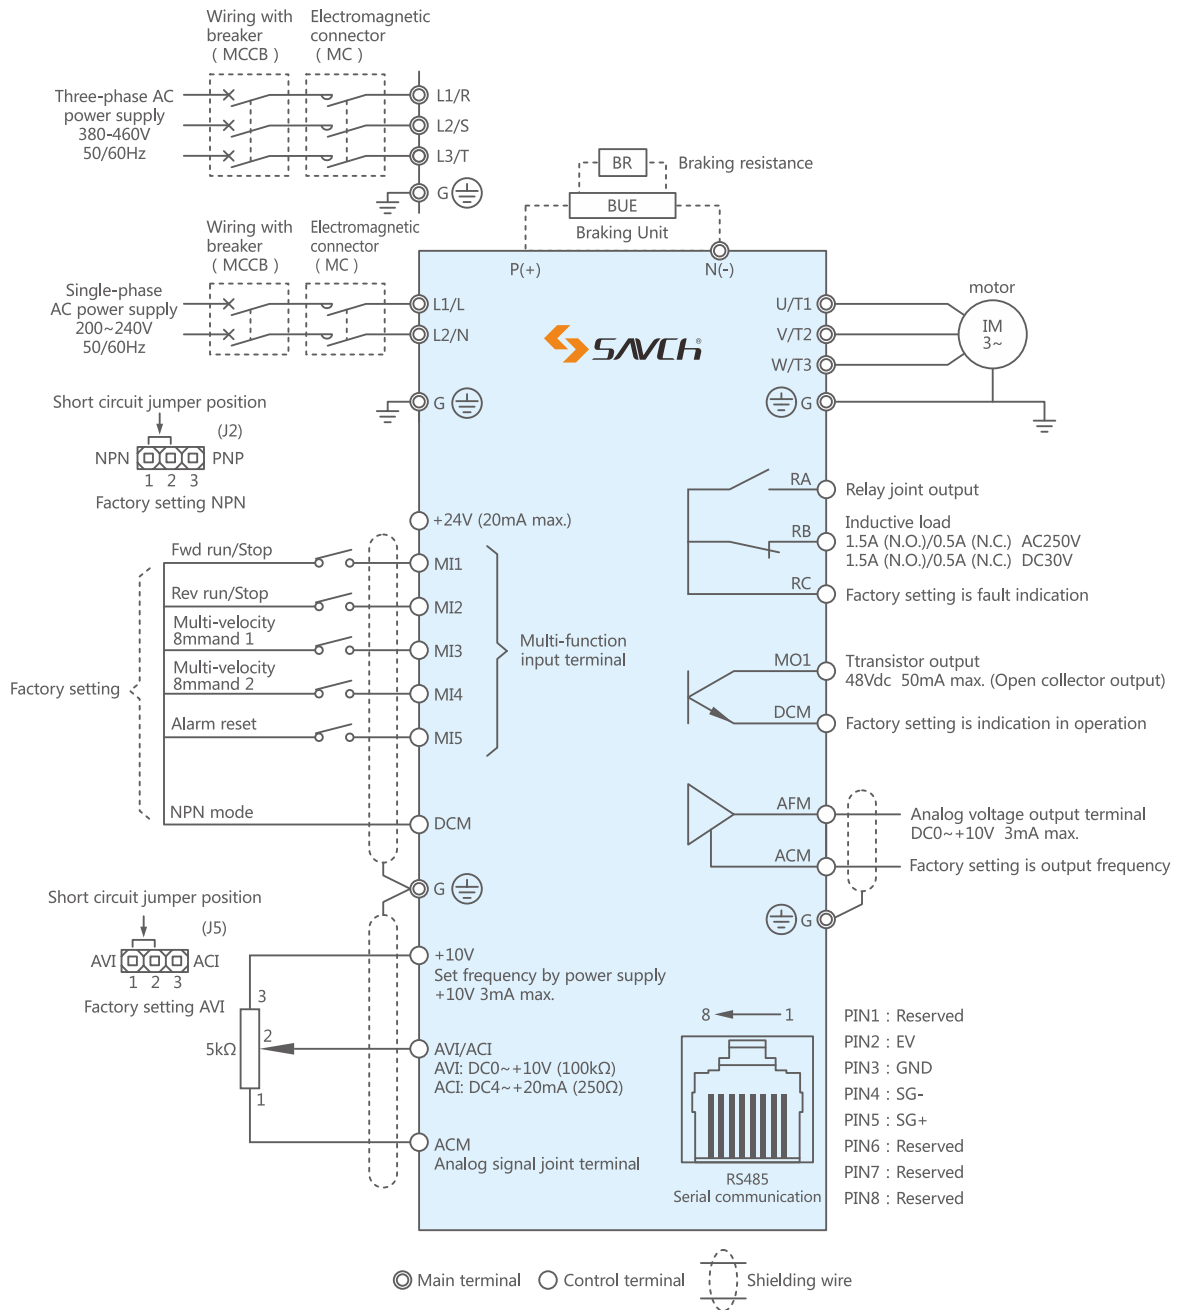 Wiring with
breaker
( MCCB )
Electromagnetic
connector
( MC )
Three-phase AC
power supply
380-460V
50/60Hz
L1/R
L2/S
L3/T
G
BR
Braking resistance
BUE
Braking Unit
P(+)
N(-)
Wiring with
breaker
( MCCB )
Electromagnetic
connector
( MC )
Single-phase
AC power supply
200~240V
50/60Hz
L1/L
L2/N
G
SAVCh®
U/T1
V/T2
W/T3
G
motor
IM
3~
Short circuit jumper position
(J2)
NPN
PNP
1 2 3
Factory setting NPN
+24V (20mA max.)
Factory setting
Fwd run/Stop
MI1
Rev run/Stop
MI2
Multi-velocity
8mmand 1
MI3
Multi-velocity
8mmand 2
MI4
Alarm reset
MI5
Multi-function
input terminal
NPN mode
DCM
G
RA
Relay joint output
RB
Inductive load
1.5A (N.O.)/0.5A (N.C.) AC250V
1.5A (N.O.)/0.5A (N.C.) DC30V
RC
Factory setting is fault indication
MO1
Ttransistor output
48Vdc 50mA max. (Open collector output)
DCM
Factory setting is indication in operation
AFM
Analog voltage output terminal
DC0~+10V 3mA max.
ACM
Factory setting is output frequency
G
Short circuit jumper position
(J5)
AVI
ACI
1 2 3
Factory setting AVI
+10V
Set frequency by power supply
+10V 3mA max.
3
5kΩ
2
1
AVI/ACI
AVI: DC0~+10V (100kΩ)
ACI: DC4~+20mA (250Ω)
ACM
Analog signal joint terminal
8
1
RS485
Serial communication
PIN1 : Reserved
PIN2 : EV
PIN3 : GND
PIN4 : SG-
PIN5 : SG+
PIN6 : Reserved
PIN7 : Reserved
PIN8 : Reserved
Main terminal
Control terminal
Shielding wire